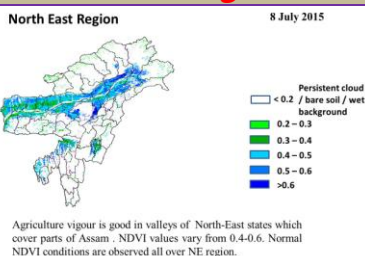 North East Region
8 July 2015
Persistent cloud
< 0.2 / bare soil / wet
background
0.2 – 0.3
0.3 – 0.4
0.4 – 0.5
0.5 – 0.6
>0.6
Agriculture vigour is good in valleys of North-East states which
cover parts of Assam . NDVI values vary from 0.4-0.6. Normal
NDVI conditions are observed all over NE region.